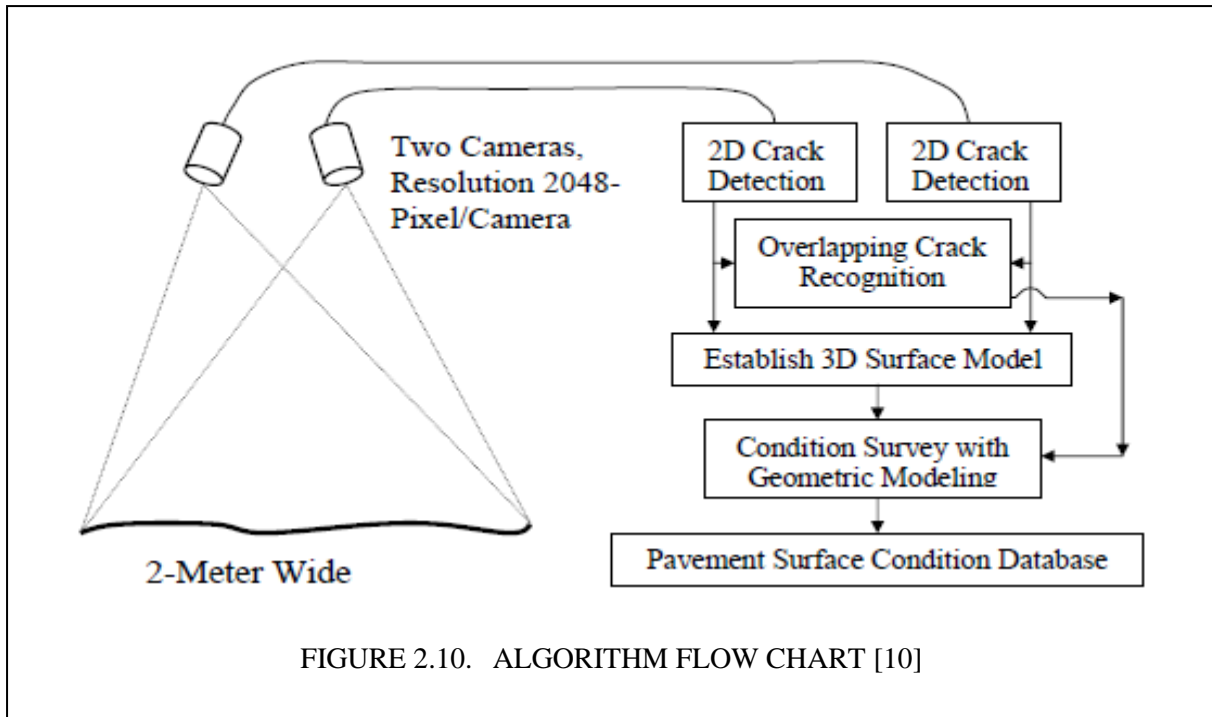 Two Cameras,
Resolution 2048-
Pixel/Camera
2-Meter Wide
2D Crack
Detection
2D Crack
Detection
Overlapping Crack
Recognition
Establish 3D Surface Model
Condition Survey with
Geometric Modeling
Pavement Surface Condition Database
FIGURE 2.10. ALGORITHM FLOW CHART [10]